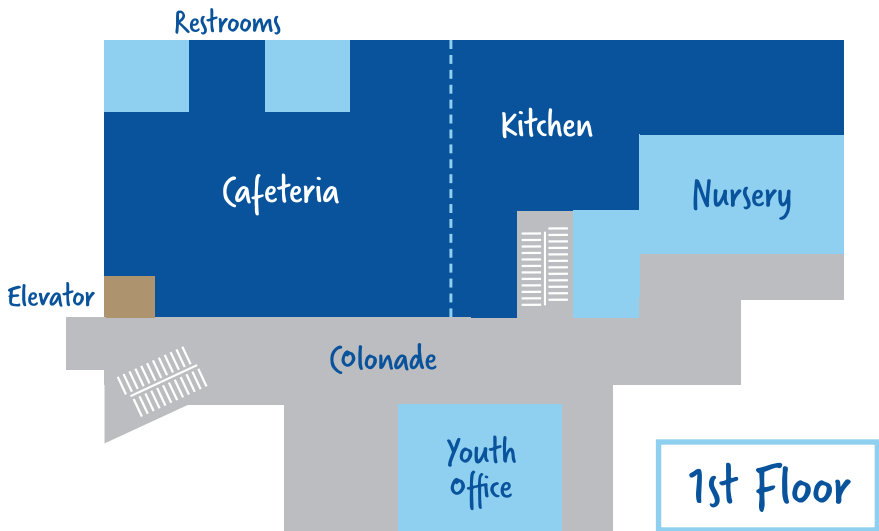 Restrooms
Kitchen
Cafeteria
Nursery
Elevator
Colonade
Youth
Office
1st Floor